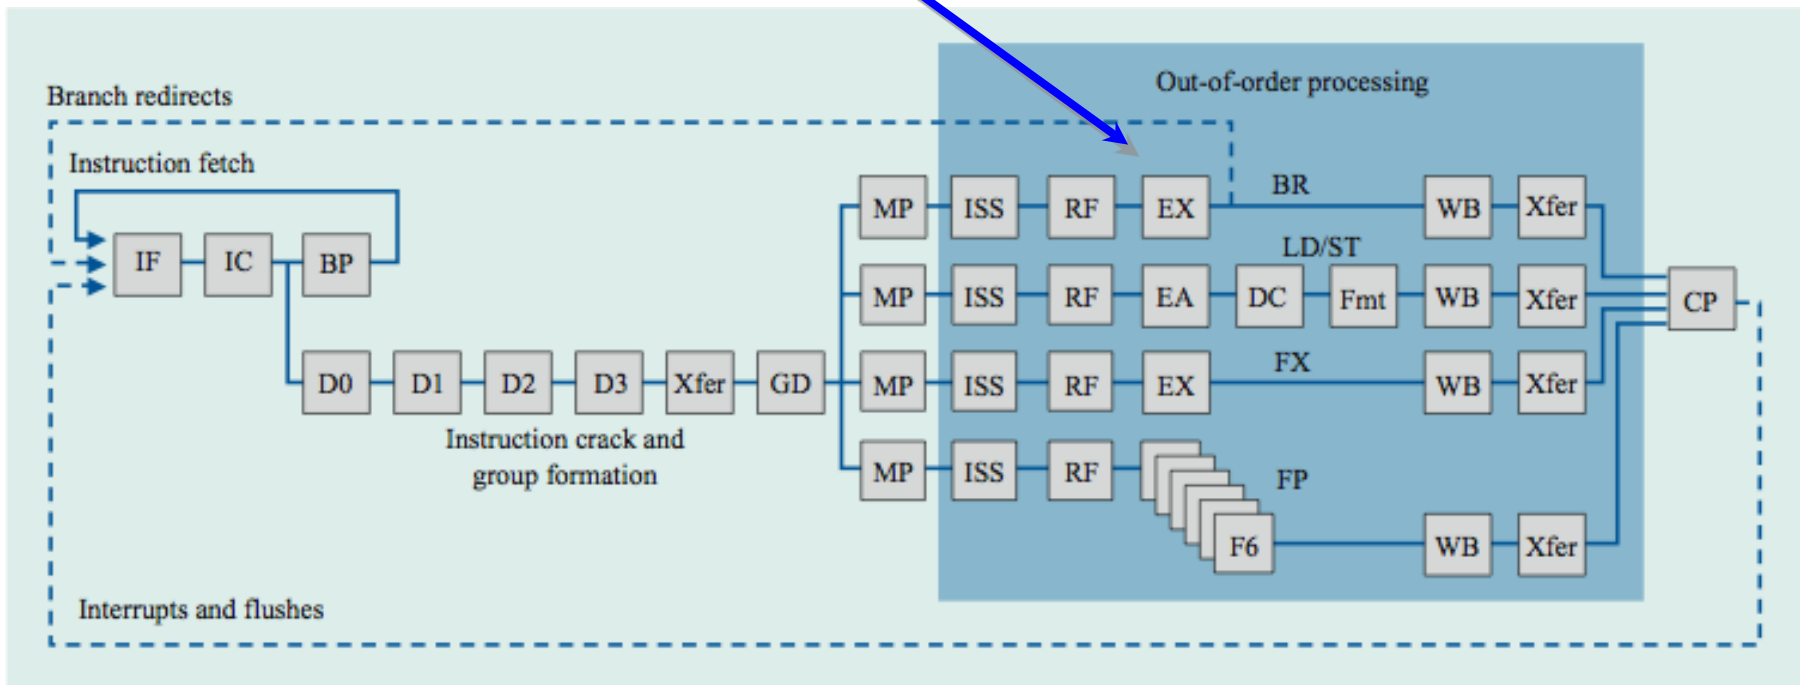 Out-of-order processing
Branch redirects
Instruction fetch
IF IC BP
MP ISS RF EX BR WB Xfer
LD/ST
MP ISS RF EA DC Fmt WB Xfer
CP
D0 D1 D2 D3 Xfer GD
MP ISS RF EX FX WB Xfer
Instruction crack and
group formation
MP ISS RF FP
F6 WB Xfer
Interrupts and flushes